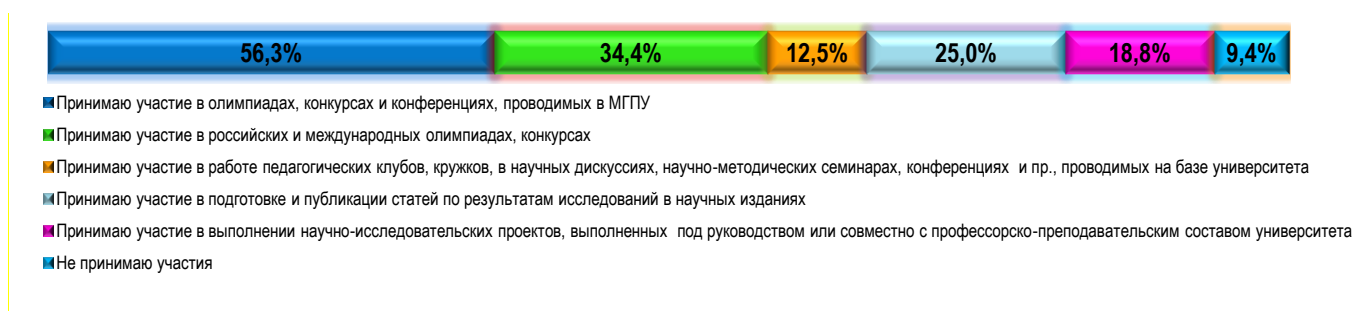 56,3% 34,4% 12,5% 25,0% 18,8% 9,4%
Принимаю участие в олимпиадах, конкурсах и конференциях, проводимых в МГПУ
Принимаю участие в российских и международных олимпиадах, конкурсах
Принимаю участие в работе педагогических клубов, кружков, в научных дискуссиях, научно-методических семинарах, конференциях и пр., проводимых на базе университета
Принимаю участие в подготовке и публикации статей по результатам исследований в научных изданиях
Принимаю участие в выполнении научно-исследовательских проектов, выполненных под руководством или совместно с профессорско-преподавательским составом университета
Не принимаю участия